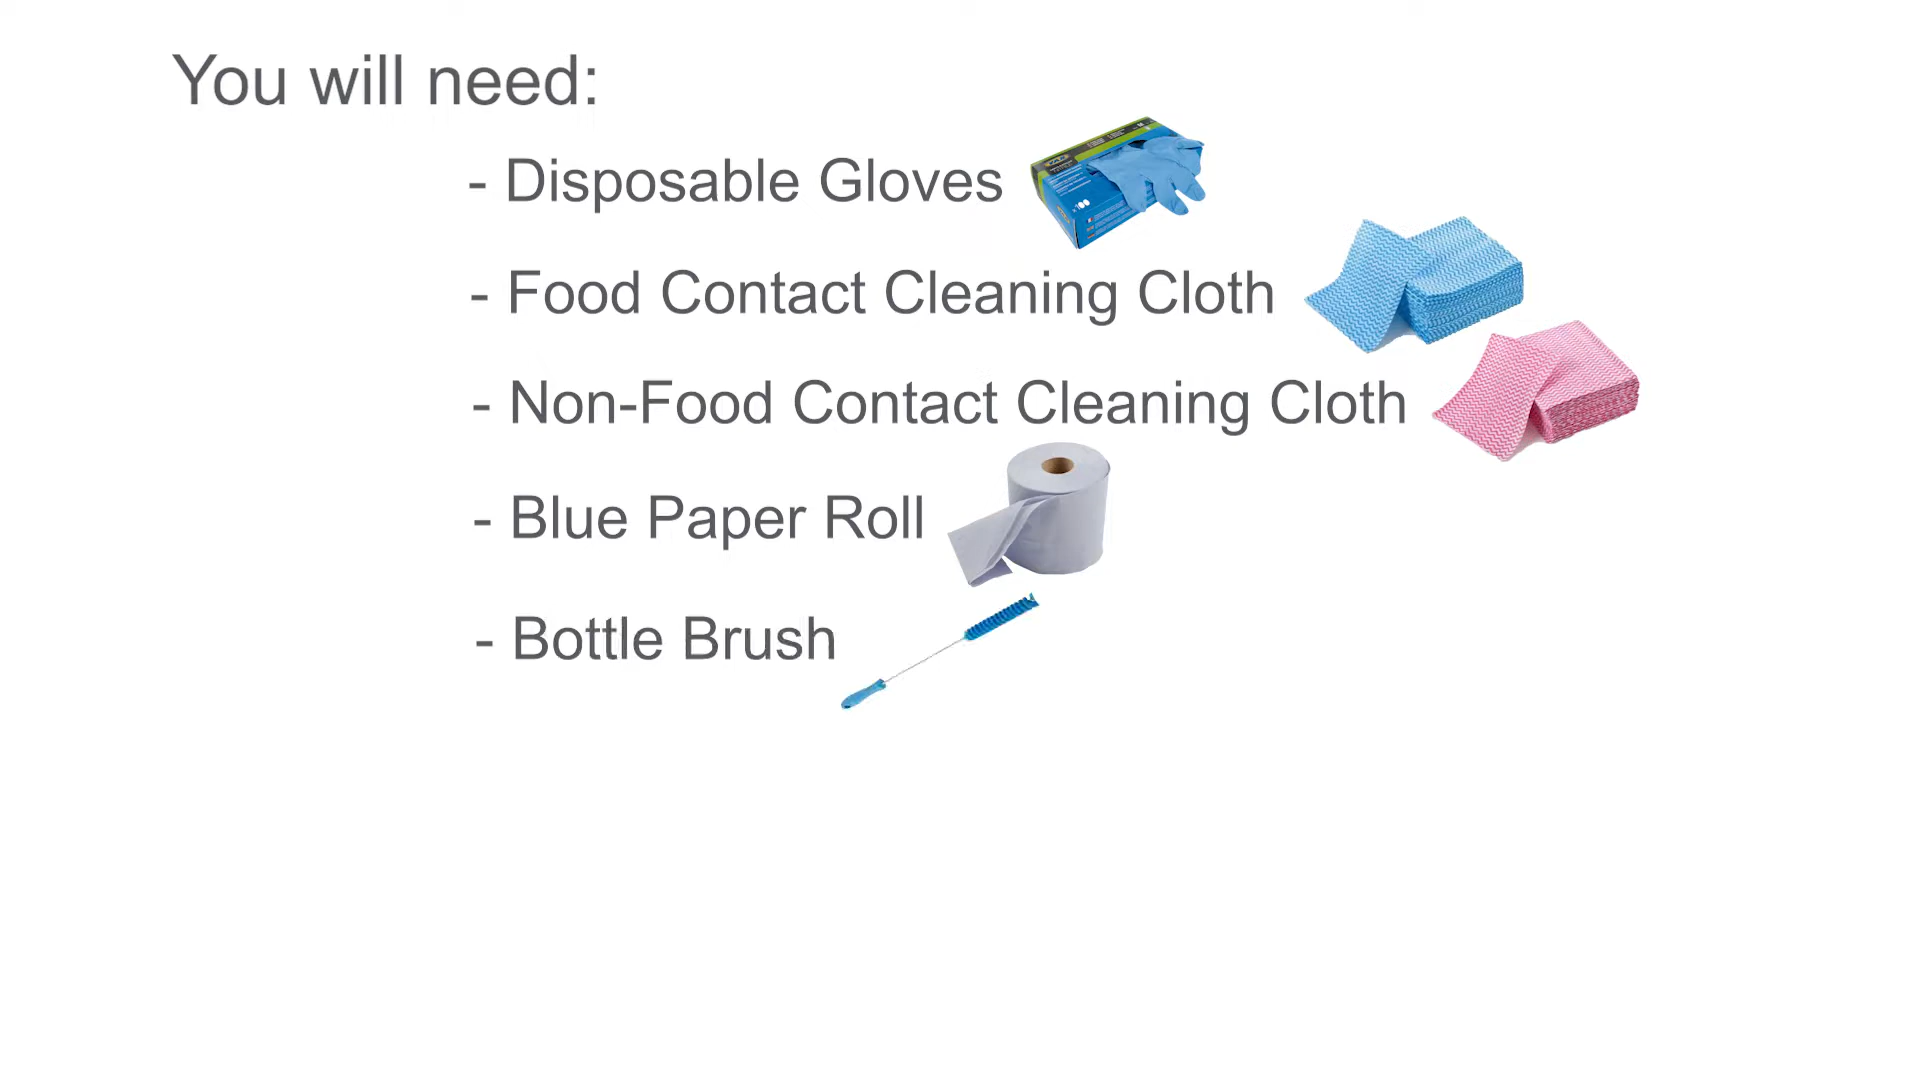 You will need:
- Disposable Gloves
- Food Contact Cleaning Cloth
- Non-Food Contact Cleaning Cloth
- Blue Paper Roll
- Bottle Brush